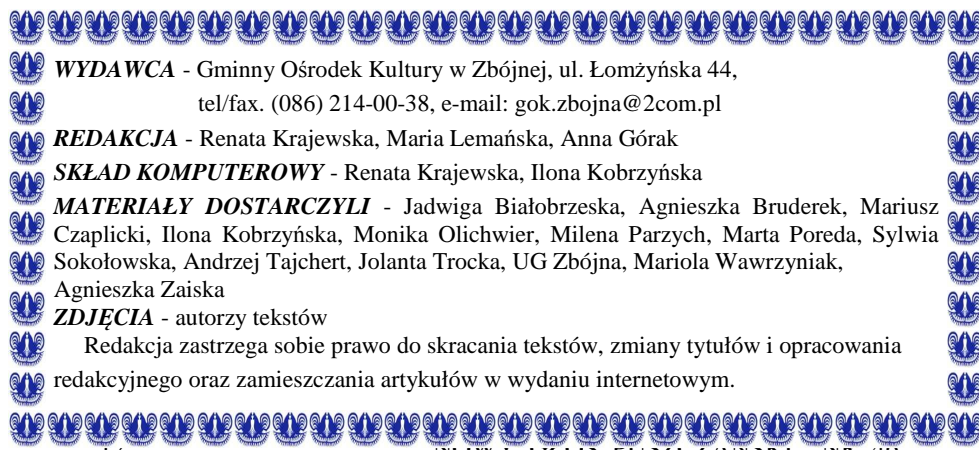 WYDAWCA - Gminny Ośrodek Kultury w Zbójnej, ul. Łomżyńska 44,
tel/fax. (086) 214-00-38, e-mail: gok.zbojna@2com.pl
REDAKCJA - Renata Krajewska, Maria Lemańska, Anna Górak
SKŁAD KOMPUTEROWY - Renata Krajewska, Ilona Kobrzyńska
MATERIAŁY DOSTARCZYLI - Jadwiga Białobrzeska, Agnieszka Bruderek, Mariusz
Czaplicki, Ilona Kobrzyńska, Monika Olichwier, Milena Parzych, Marta Poreda, Sylwia
Sokołowska, Andrzej Tajchert, Jolanta Trocka, UG Zbójna, Mariola Wawrzyniak,
Agnieszka Zaiska
ZDJĘCIA - autorzy tekstów
Redakcja zastrzega sobie prawo do skracania tekstów, zmiany tytułów i opracowania
redakcyjnego oraz zamieszczania artykułów w wydaniu internetowym.